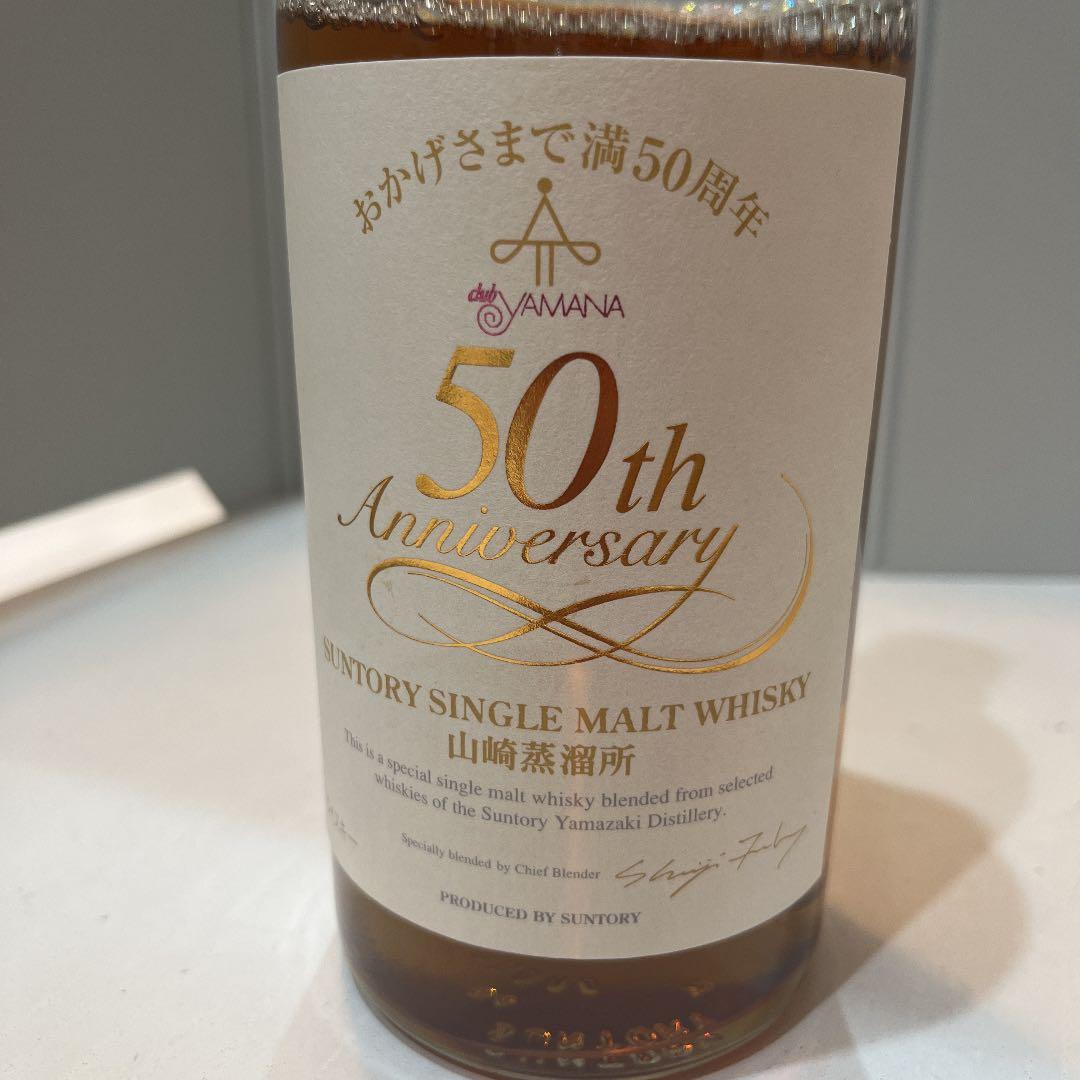 おかげさまで満50周年
club YAMANA
50th
Anniversary
SUNTORY SINGLE MALT WHISKY
山崎蒸溜所
This is a special single malt whisky blended from selected
whiskies of the Suntory Yamazaki Distillery.
Specially blended by Chief Blender
PRODUCED BY SUNTORY